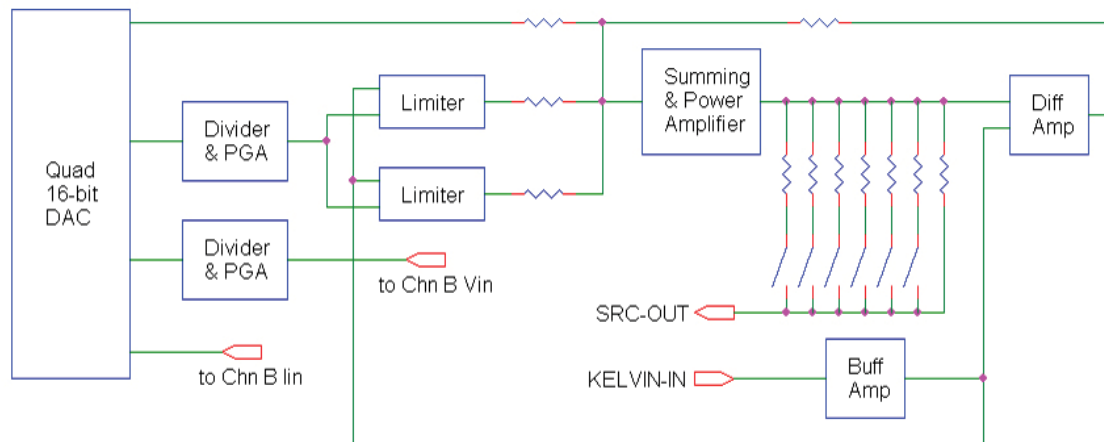 Quad
16-bit
DAC
Divider
& PGA
Divider
& PGA
Limiter
Limiter
to Chn B Vin
to Chn B Iin
Summing
& Power
Amplifier
Diff
Amp
SRC-OUT
KELVIN-IN
Buff
Amp